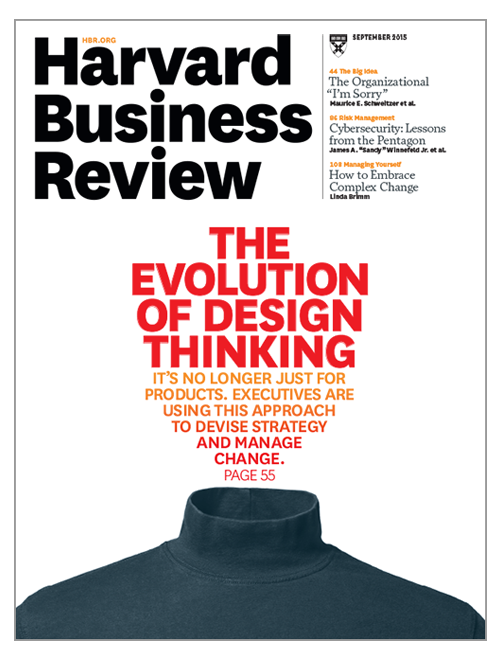 HBR.ORG
Harvard
Business
Review
SEPTEMBER 2015
44 The Big Idea
The Organizational
“I’m Sorry”
Maurice E. Schweitzer et al.
86 Risk Management
Cybersecurity: Lessons
from the Pentagon
James A. “Sandy” Winnefeld Jr. et al.
108 Managing Yourself
How to Embrace
Complex Change
Linda Brimm
THE
EVOLUTION
OF DESIGN
THINKING
IT’S NO LONGER JUST FOR
PRODUCTS. EXECUTIVES ARE
USING THIS APPROACH
TO DEVISE STRATEGY
AND MANAGE
CHANGE.
PAGE 55